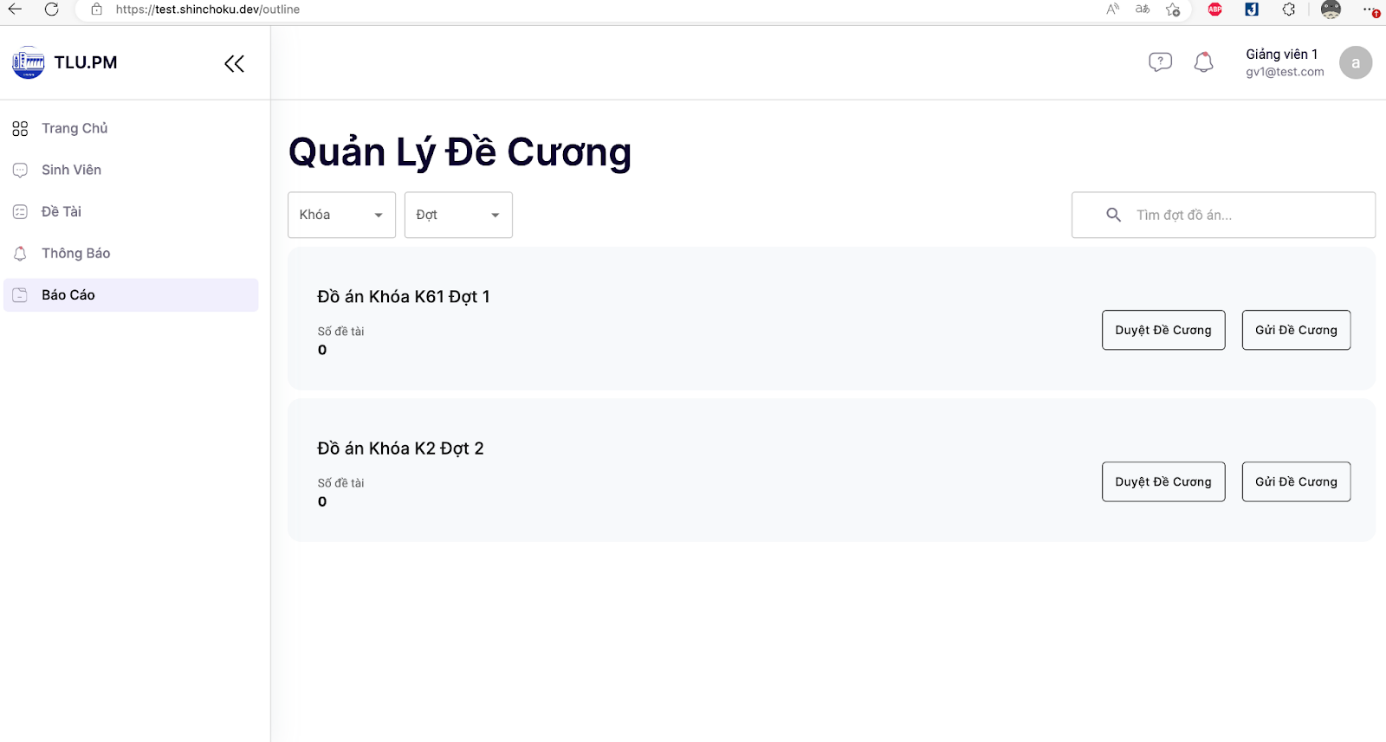 https://test.shinchoku.dev/outline
TLU.PM
Giảng viên 1
gv1@test.com
a
Trang Chủ
Sinh Viên
Đề Tài
Thông Báo
Báo Cáo
Quản Lý Đề Cương
Khóa
Đợt
Tìm đợt đồ án...
Đồ án Khóa K61 Đợt 1
Số đề tài
0
Duyệt Đề Cương
Gửi Đề Cương
Đồ án Khóa K2 Đợt 2
Số đề tài
0
Duyệt Đề Cương
Gửi Đề Cương